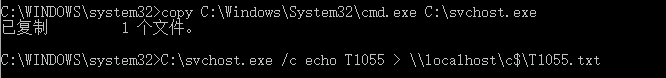 C:\WINDOWS\system32>copy C:\Windows\System32\cmd.exe C:\svchost.exe
已复制         1 个文件。
C:\WINDOWS\system32>C:\svchost.exe /c echo T1055 > \\localhost\c$\T1055.txt